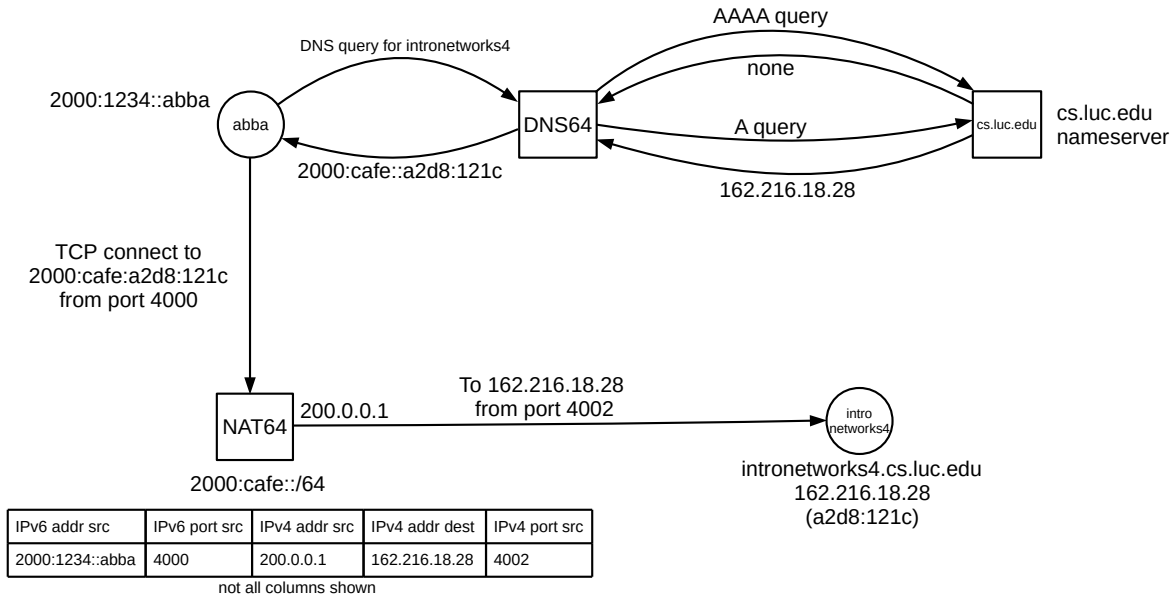 AAAA query
DNS query for intronetworks4
none
2000:1234::abba
abba
DNS64
cs.luc.edu
cs.luc.edu
nameserver
A query
2000:cafe::a2d8:121c
162.216.18.28
TCP connect to
2000:cafe:a2d8:121c
from port 4000
To 162.216.18.28
from port 4002
NAT64
200.0.0.1
intro
networks4
2000:cafe::/64
intronetworks4.cs.luc.edu
162.216.18.28
(a2d8:121c)
IPv6 addr src IPv6 port src IPv4 addr src IPv4 addr dest IPv4 port src
2000:1234::abba 4000 200.0.0.1 162.216.18.28 4002
not all columns shown